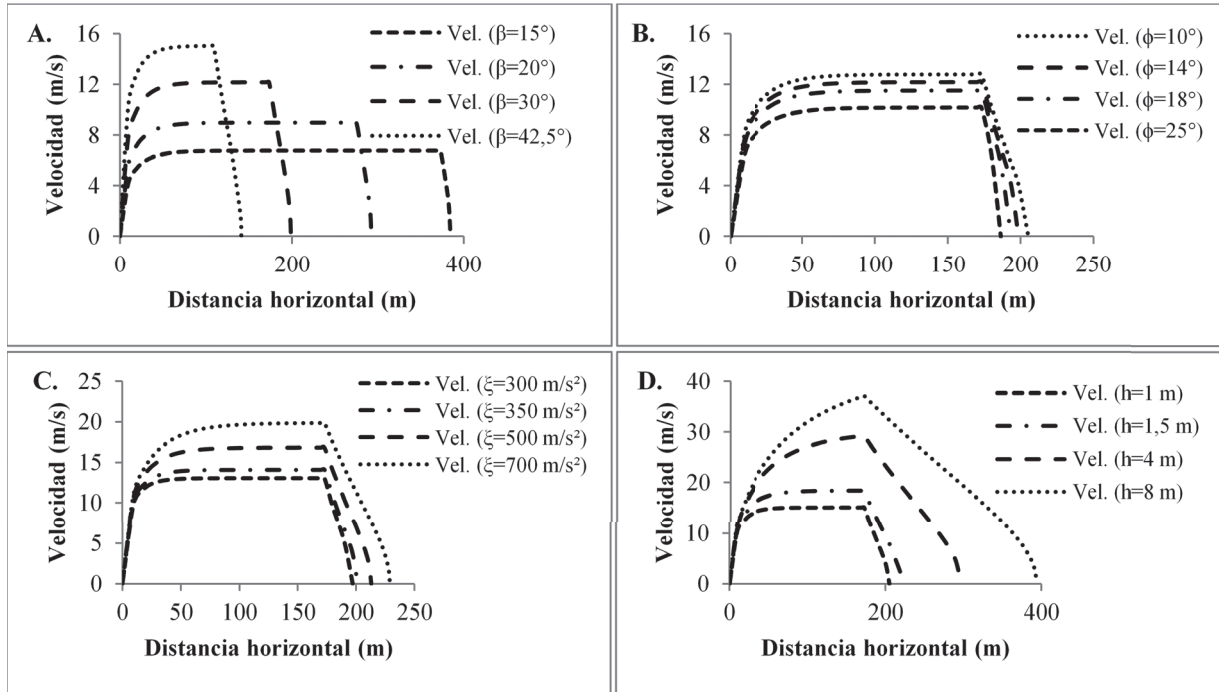 A.
16
12
8
4
0
Velocidad (m/s)
Vel. (β=15°)
Vel. (β=20°)
Vel. (β=30°)
Vel. (β=42,5°)
0
200
400
Distancia horizontal (m)
B.
16
12
8
4
0
Velocidad (m/s)
Vel. (ϕ=10°)
Vel. (ϕ=14°)
Vel. (ϕ=18°)
Vel. (ϕ=25°)
0
50
100
150
200
250
Distancia horizontal (m)
C.
25
20
15
10
5
0
Velocidad (m/s)
Vel. (ξ=300 m/s²)
Vel. (ξ=350 m/s²)
Vel. (ξ=500 m/s²)
Vel. (ξ=700 m/s²)
0
50
100
150
200
250
Distancia horizontal (m)
D.
40
30
20
10
0
Velocidad (m/s)
Vel. (h=1 m)
Vel. (h=1,5 m)
Vel. (h=4 m)
Vel. (h=8 m)
0
200
400
Distancia horizontal (m)